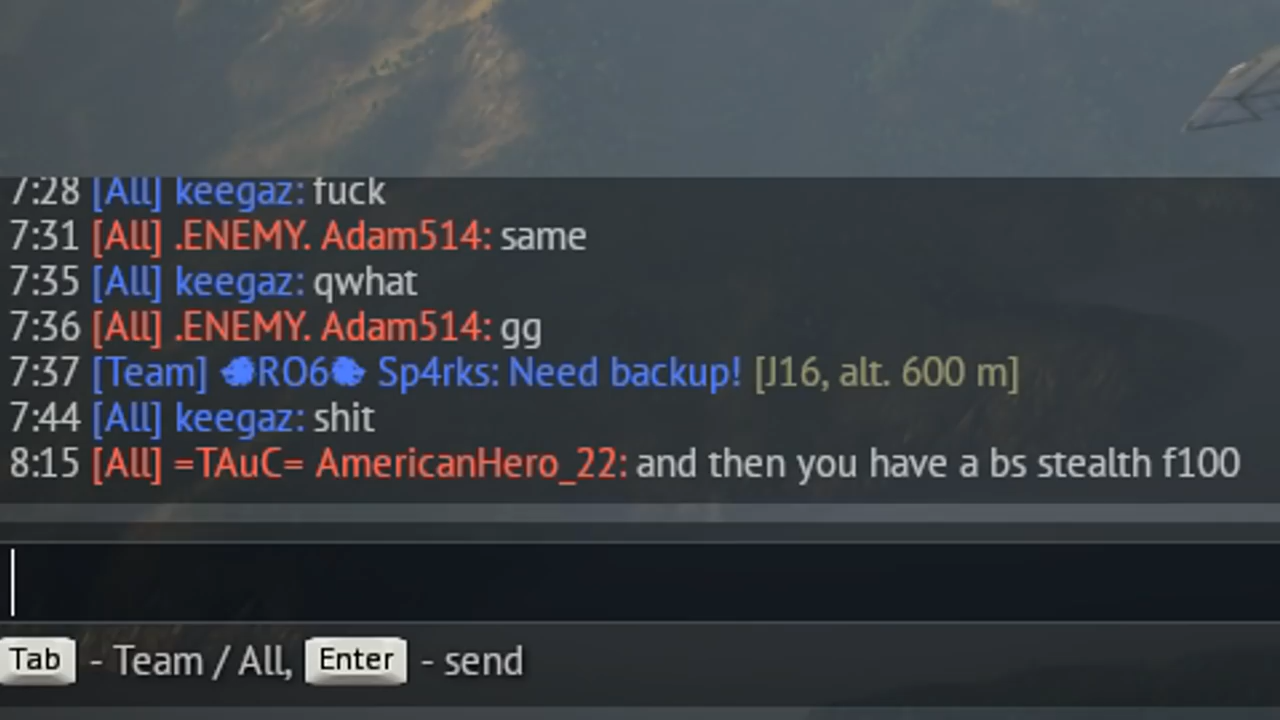 7:28 [All] keegaz: fuck
7:31 [All] .ENEMY. Adam514: same
7:35 [All] keegaz: qwhat
7:36 [All] .ENEMY. Adam514: gg
7:37 [Team] RO6 Sp4rks: Need backup! [J16, alt. 600 m]
7:44 [All] keegaz: shit
8:15 [All] =TAuC= AmericanHero_22: and then you have a bs stealth f100
Tab - Team / All, Enter - send